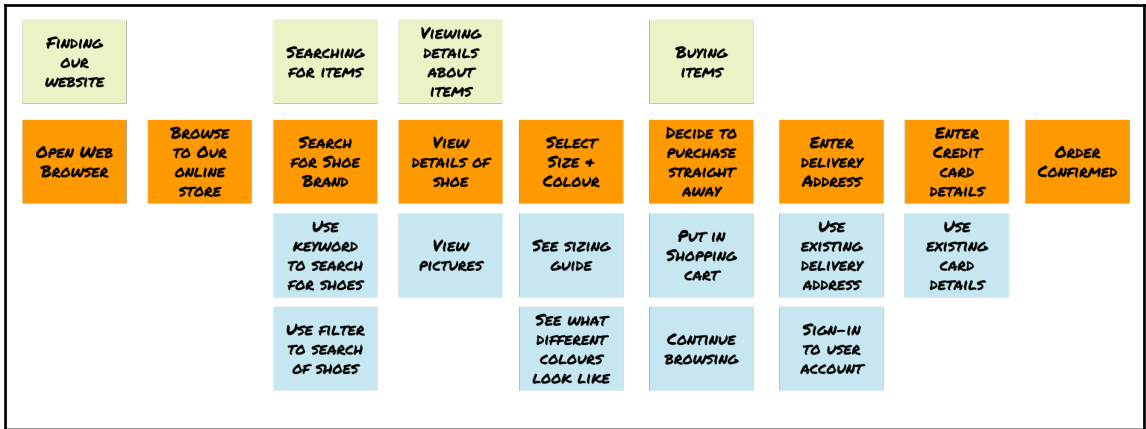 FINDING
OUR
WEBSITE
SEARCHING
FOR ITEMS
VIEWING
DETAILS
ABOUT
ITEMS
BUYING
ITEMS
OPEN WEB
BROWSER
BROWSE
TO OUR
ONLINE
STORE
SEARCH
FOR SHOE
BRAND
VIEW
DETAILS OF
SHOE
SELECT
SIZE +
COLOUR
DECIDE TO
PURCHASE
STRAIGHT
AWAY
ENTER
DELIVERY
ADDRESS
ENTER
CREDIT
CARD
DETAILS
ORDER
CONFIRMED
USE
KEYWORD
TO SEARCH
FOR SHOES
VIEW
PICTURES
SEE SIZING
GUIDE
PUT IN
SHOPPING
CART
USE
EXISTING
DELIVERY
ADDRESS
USE
EXISTING
CARD
DETAILS
USE FILTER
TO SEARCH
OF SHOES
SEE WHAT
DIFFERENT
COLOURS
LOOK LIKE
CONTINUE
BROWSING
SIGN-IN
TO USER
ACCOUNT